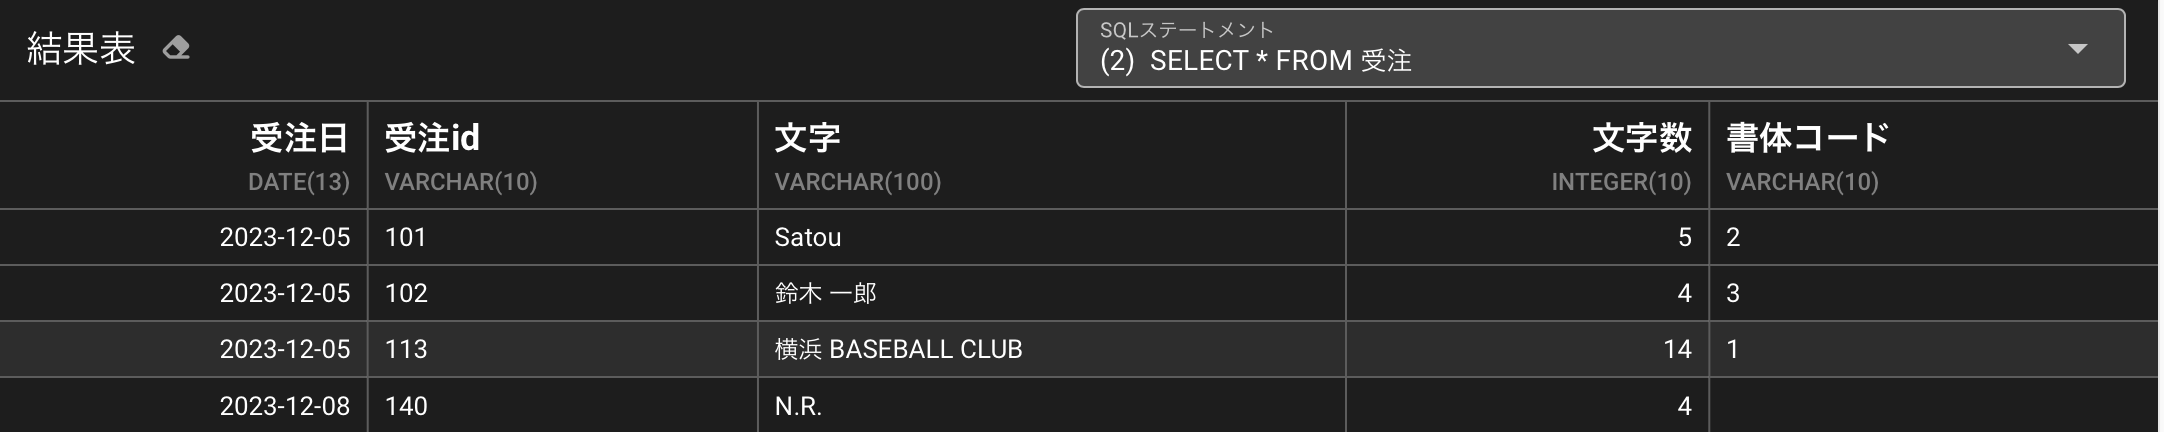 結果表
SQLステートメント
(2) SELECT * FROM 受注
受注日 受注id 文字 文字数 書体コード
DATE(13) VARCHAR(10) VARCHAR(100) INTEGER(10) VARCHAR(10)
2023-12-05 101 Satou 5 2
2023-12-05 102 鈴木 一郎 4 3
2023-12-05 113 横浜 BASEBALL CLUB 14 1
2023-12-08 140 N.R. 4